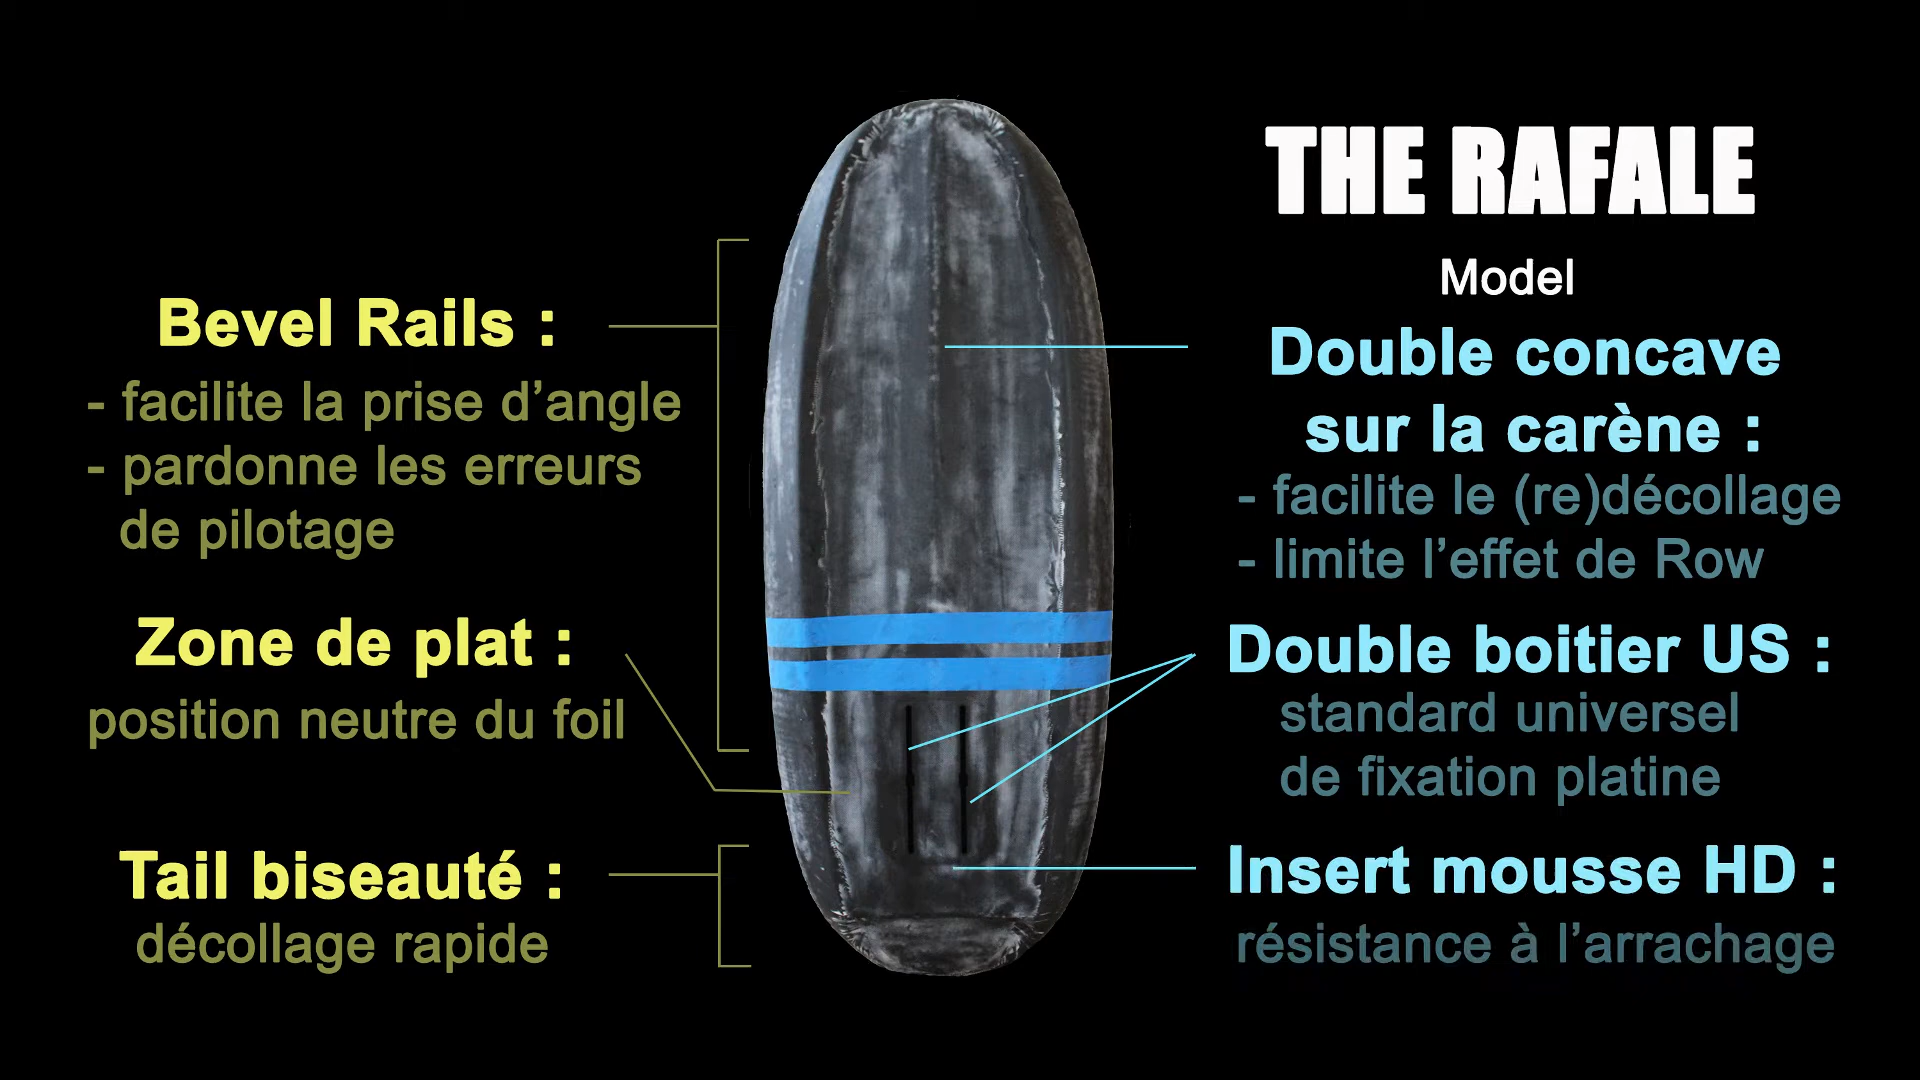 THE RAFALE
Model
Bevel Rails :
- facilite la prise d’angle
- pardonne les erreurs
de pilotage
Zone de plat :
position neutre du foil
Tail biseauté :
décollage rapide
Double concave
sur la carène :
- facilite le (re)décollage
- limite l’effet de Row
Double boitier US :
standard universel
de fixation platine
Insert mousse HD :
résistance à l’arrachage